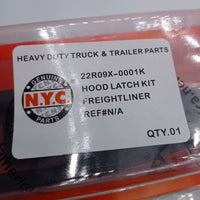 HEAVY DUTY TRUCK & TRAILER PARTS
GENUINE
N.Y.C.
PARTS
22R09X-0001K
HOOD LATCH KIT
FREIGHTLINER
REF#N/A
QTY.01